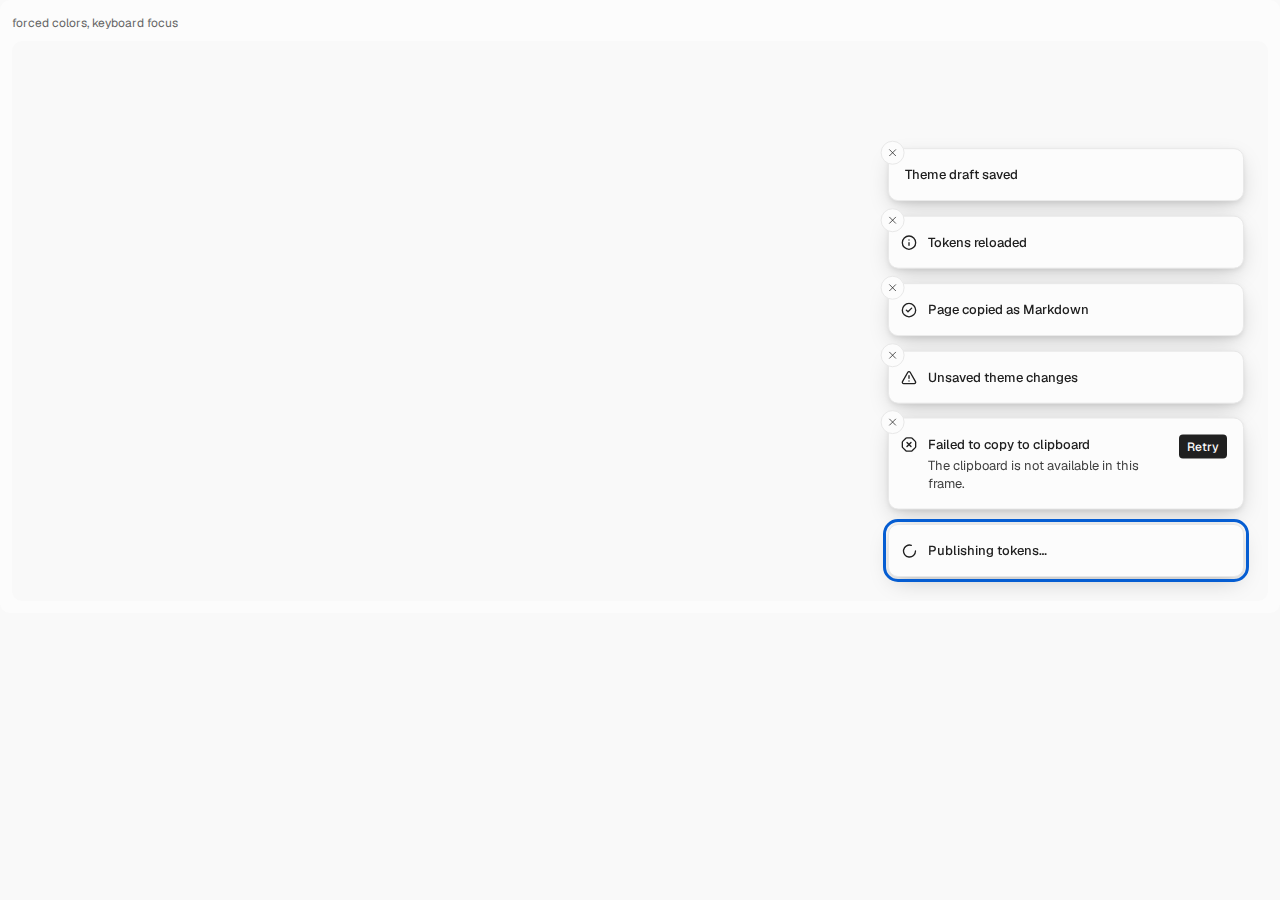 forced colors, keyboard focus
Theme draft saved
Tokens reloaded
Page copied as Markdown
Unsaved theme changes
Failed to copy to clipboard
Retry
The clipboard is not available in this
frame.
Publishing tokens…